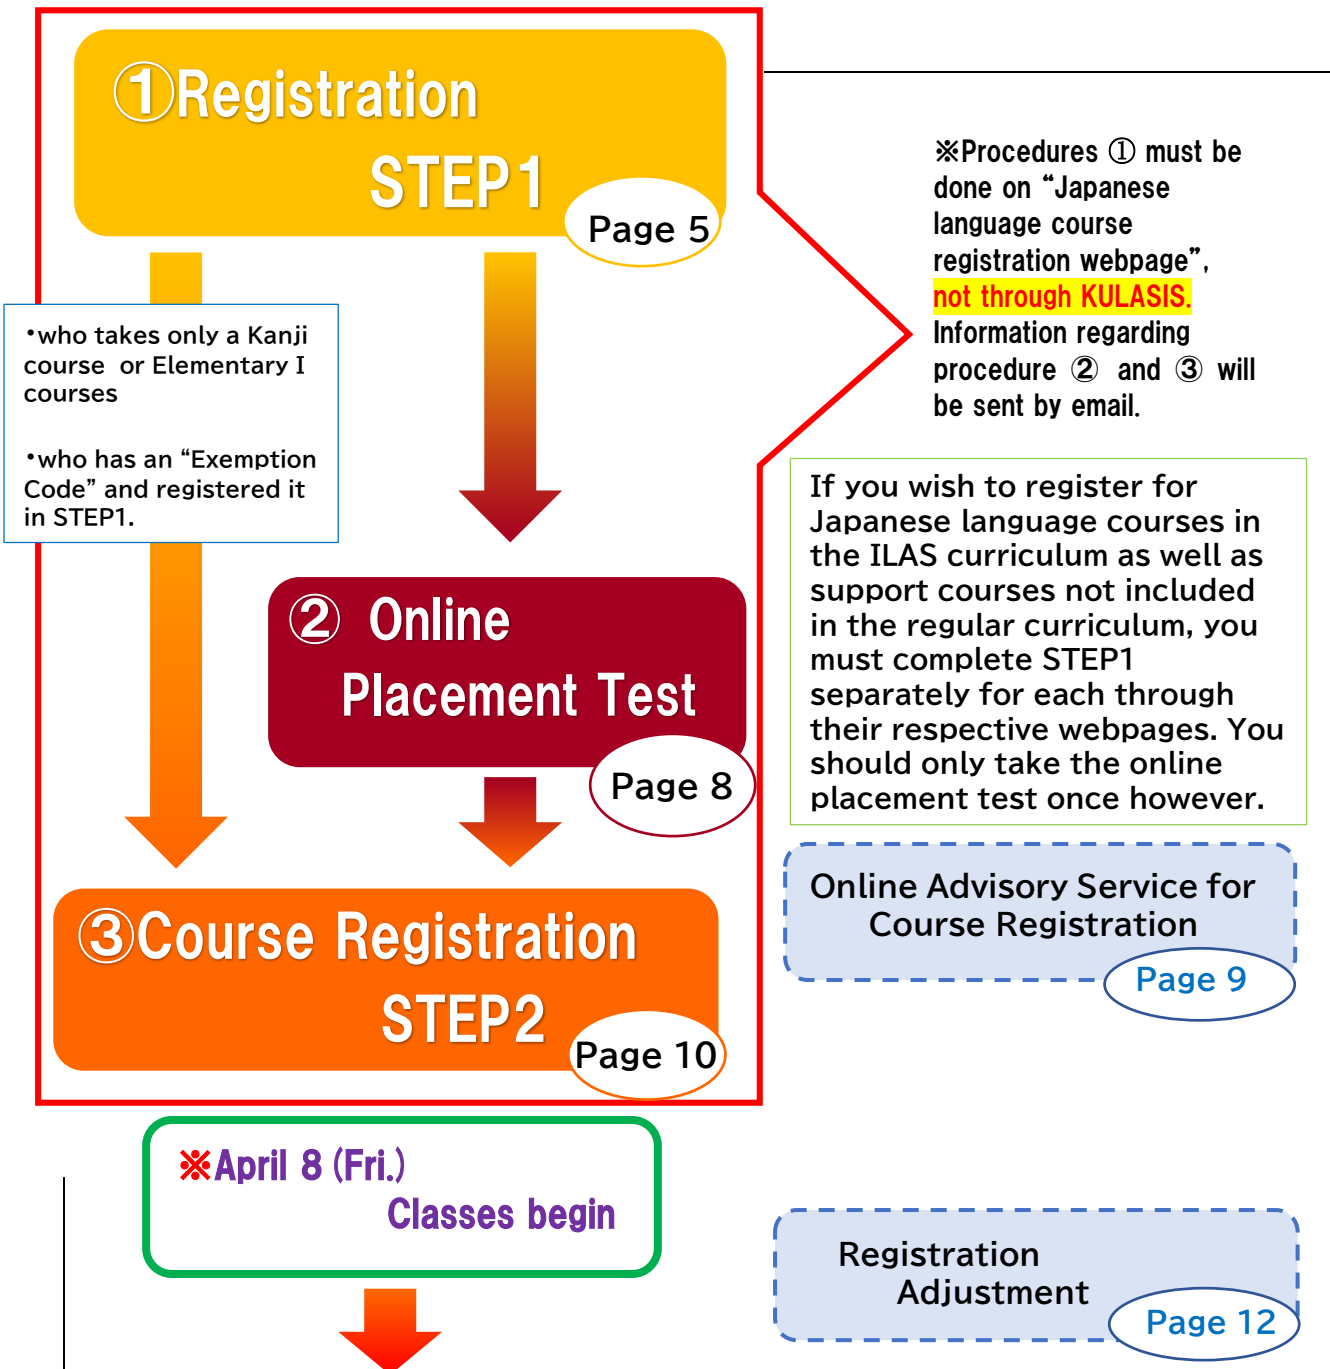 ①Registration
STEP1
Page 5
※Procedures ① must be
done on “Japanese
language course
registration webpage”,
not through KULASIS.
Information regarding
procedure ② and ③ will
be sent by email.
・who takes only a Kanji
course or Elementary I
courses
・who has an “Exemption
Code” and registered it
in STEP1.
If you wish to register for
Japanese language courses in
the ILAS curriculum as well as
support courses not included
in the regular curriculum, you
must complete STEP1
separately for each through
their respective webpages. You
should only take the online
placement test once however.
② Online
Placement Test
Page 8
Online Advisory Service for
Course Registration
Page 9
③Course Registration
STEP2
Page 10
※April 8 (Fri.)
Classes begin
Registration
Adjustment
Page 12